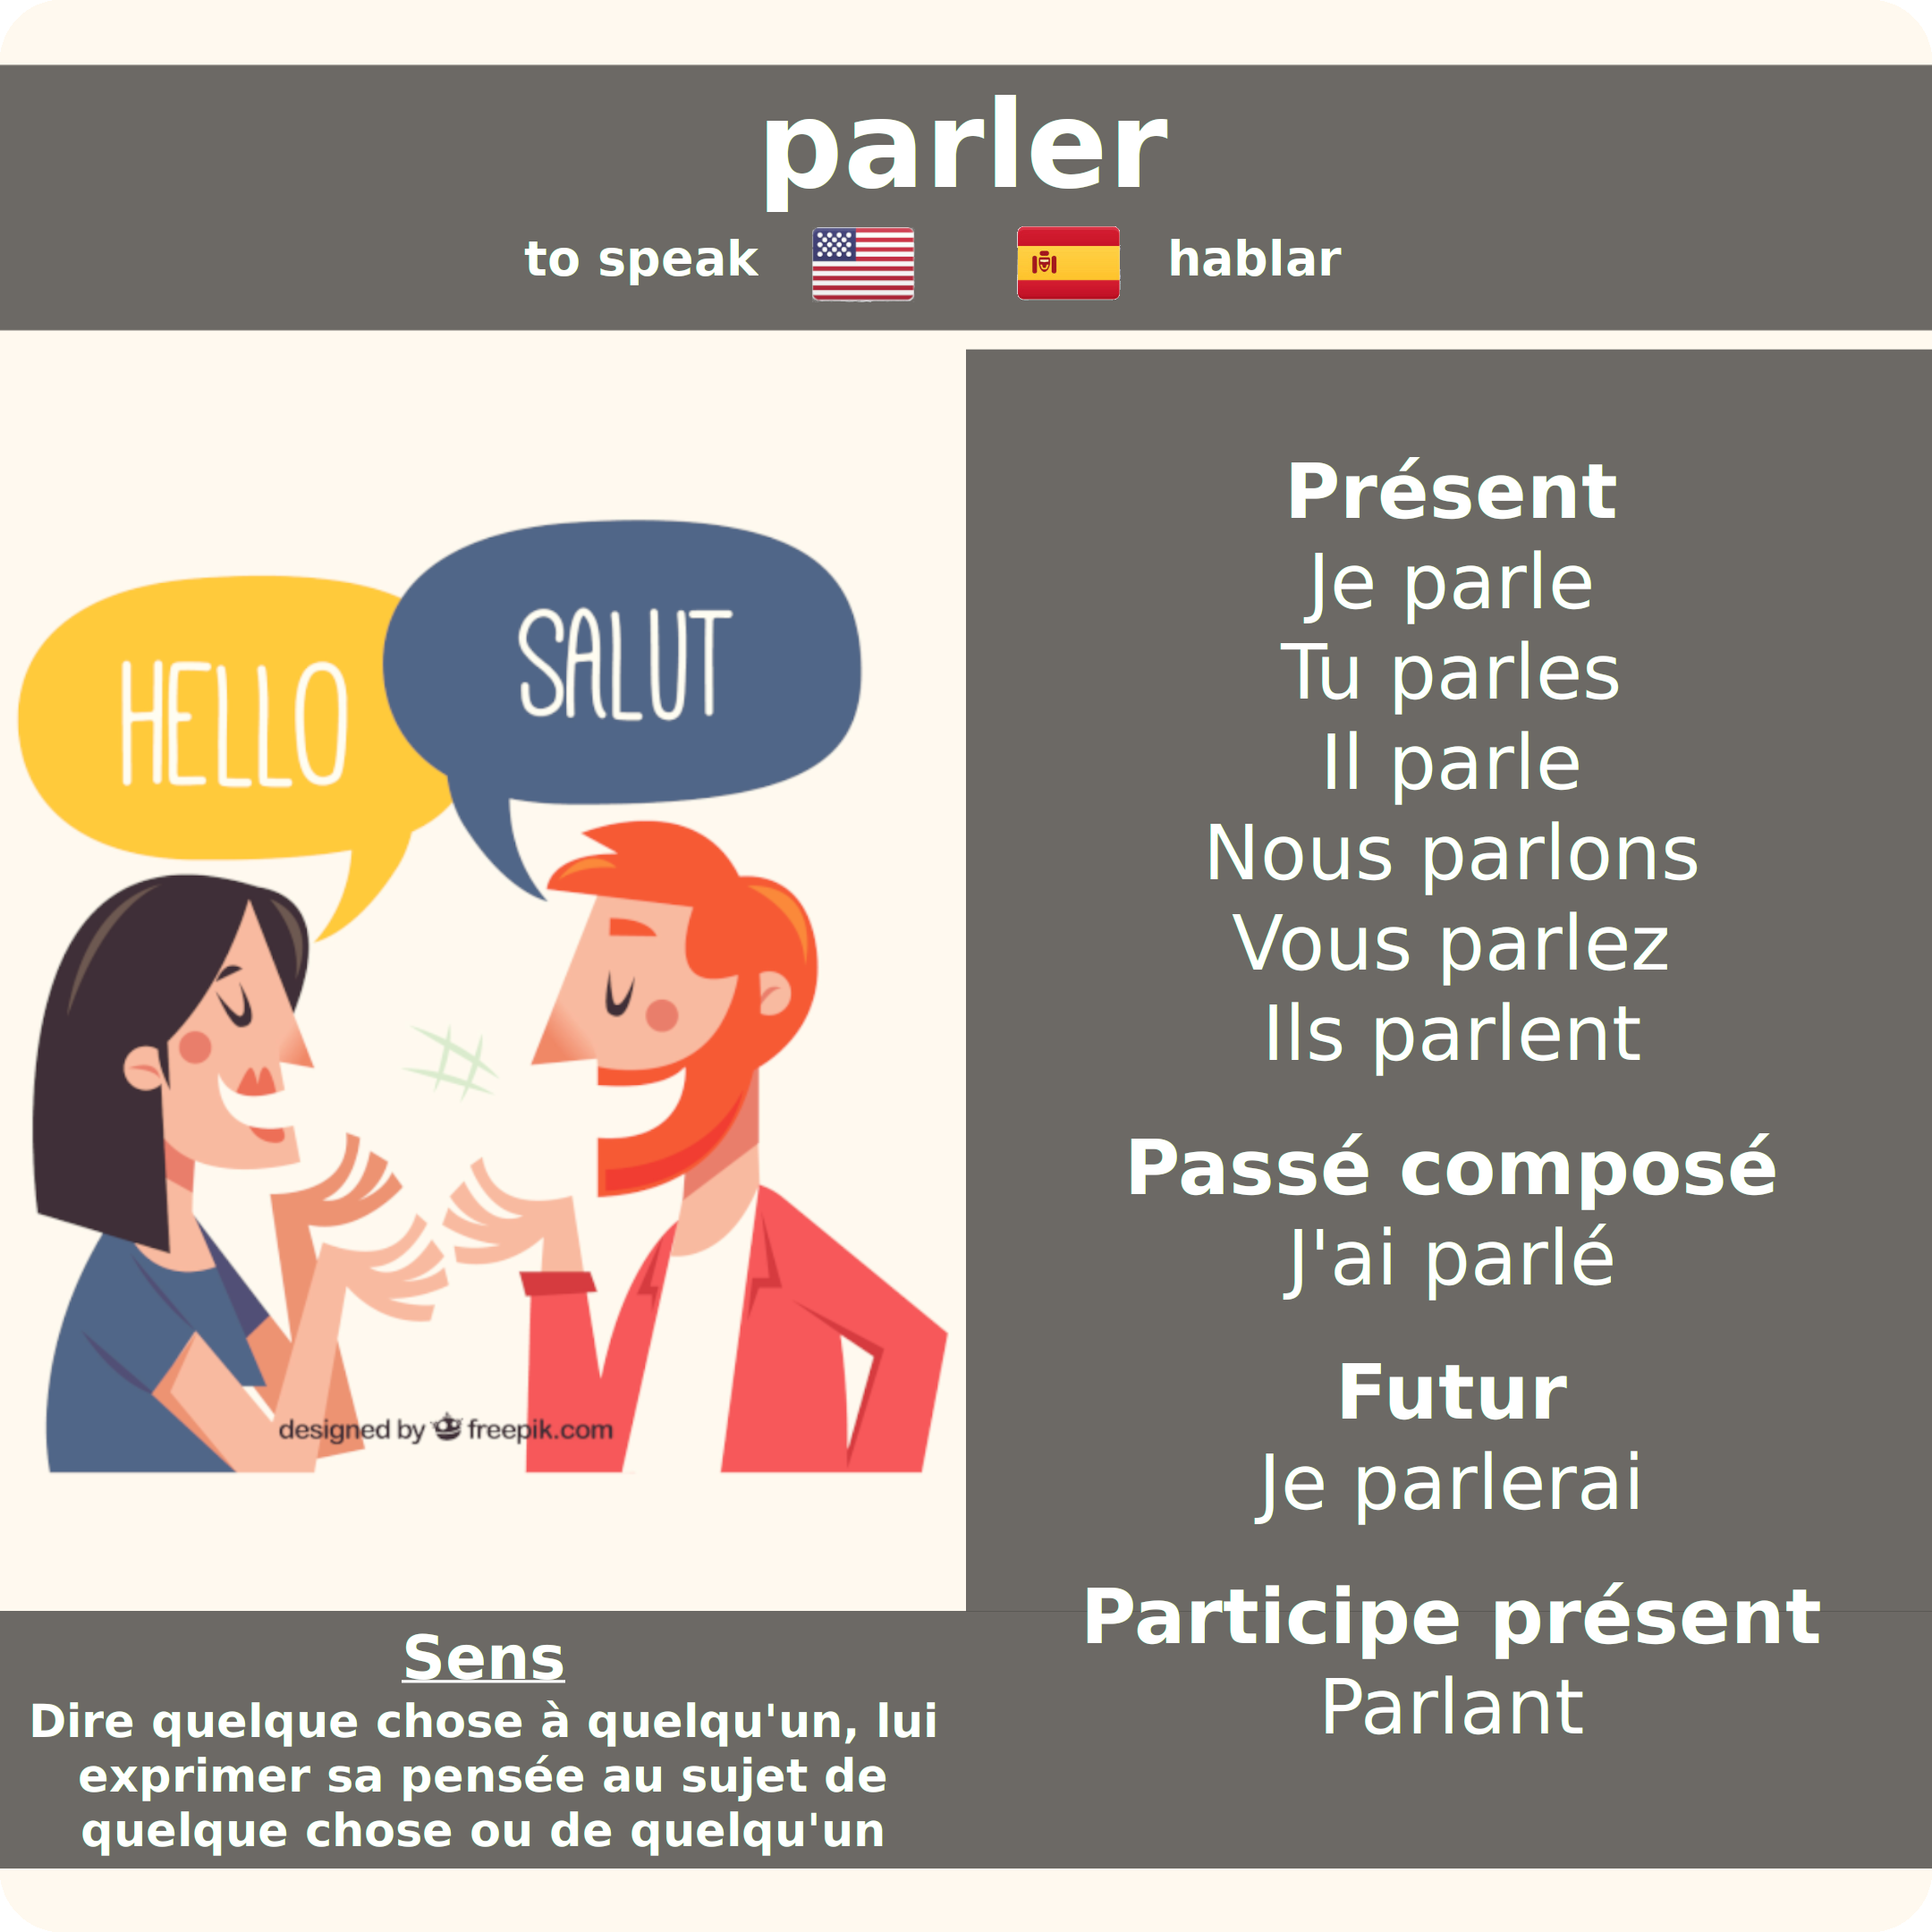 parler
to speak
hablar
HELLO
SALUT
designed by freepik.com
Présent
Je parle
Tu parles
Il parle
Nous parlons
Vous parlez
Ils parlent
Passé composé
J'ai parlé
Futur
Je parlerai
Participe présent
Parlant
Sens
Dire quelque chose à quelqu'un, lui
exprimer sa pensée au sujet de
quelque chose ou de quelqu'un